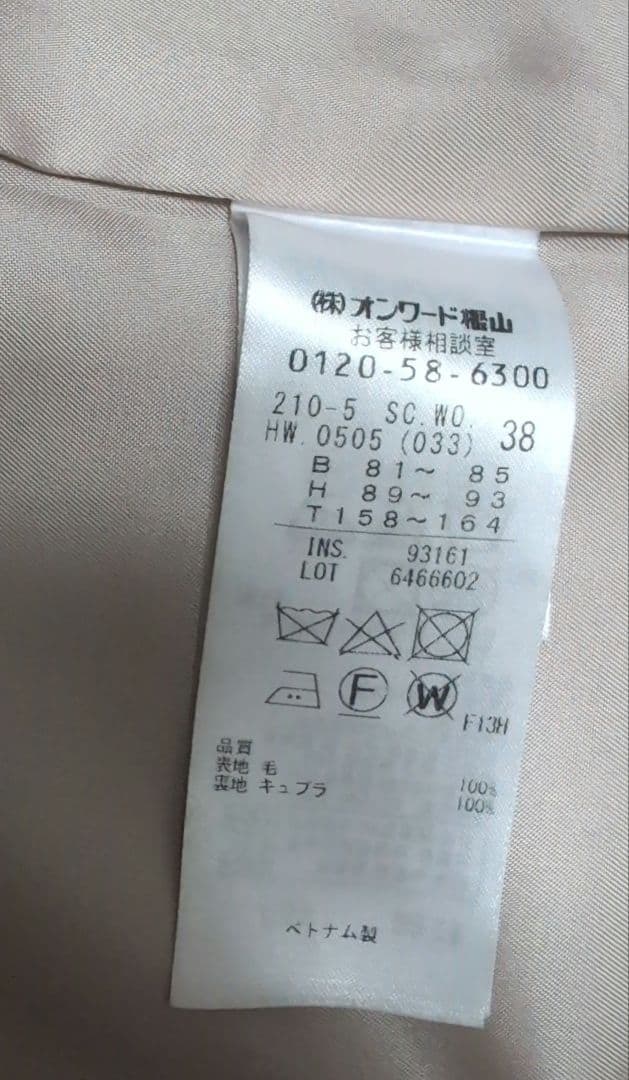 (株)オンワード樫山
お客様相談室
0120-58-6300
210-5 SC.WO. 38
HW.0505(033)
B 81～ 85
H 89～ 93
T158～164
INS. 93161
LOT 6466602
F W
F13H
品質
表地 毛 100%
裏地 キュプラ 100%
ベトナム製